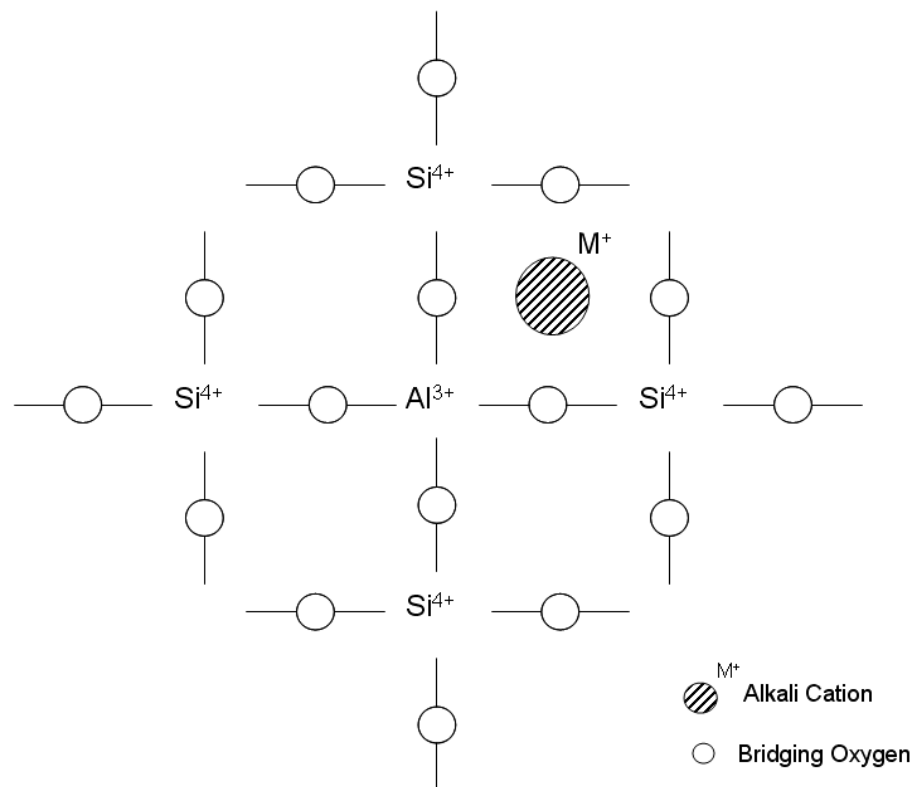 Si⁴⁺
M⁺
Si⁴⁺ Al³⁺ Si⁴⁺
Si⁴⁺
M⁺
Alkali Cation
Bridging Oxygen